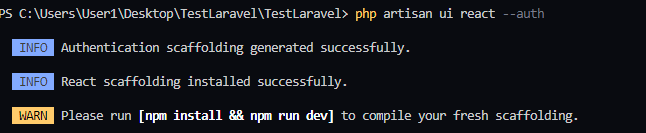 PS C:\Users\User1\Desktop\TestLaravel\TestLaravel> php artisan ui react --auth
INFO Authentication scaffolding generated successfully.
INFO React scaffolding installed successfully.
WARN Please run [npm install && npm run dev] to compile your fresh scaffolding.